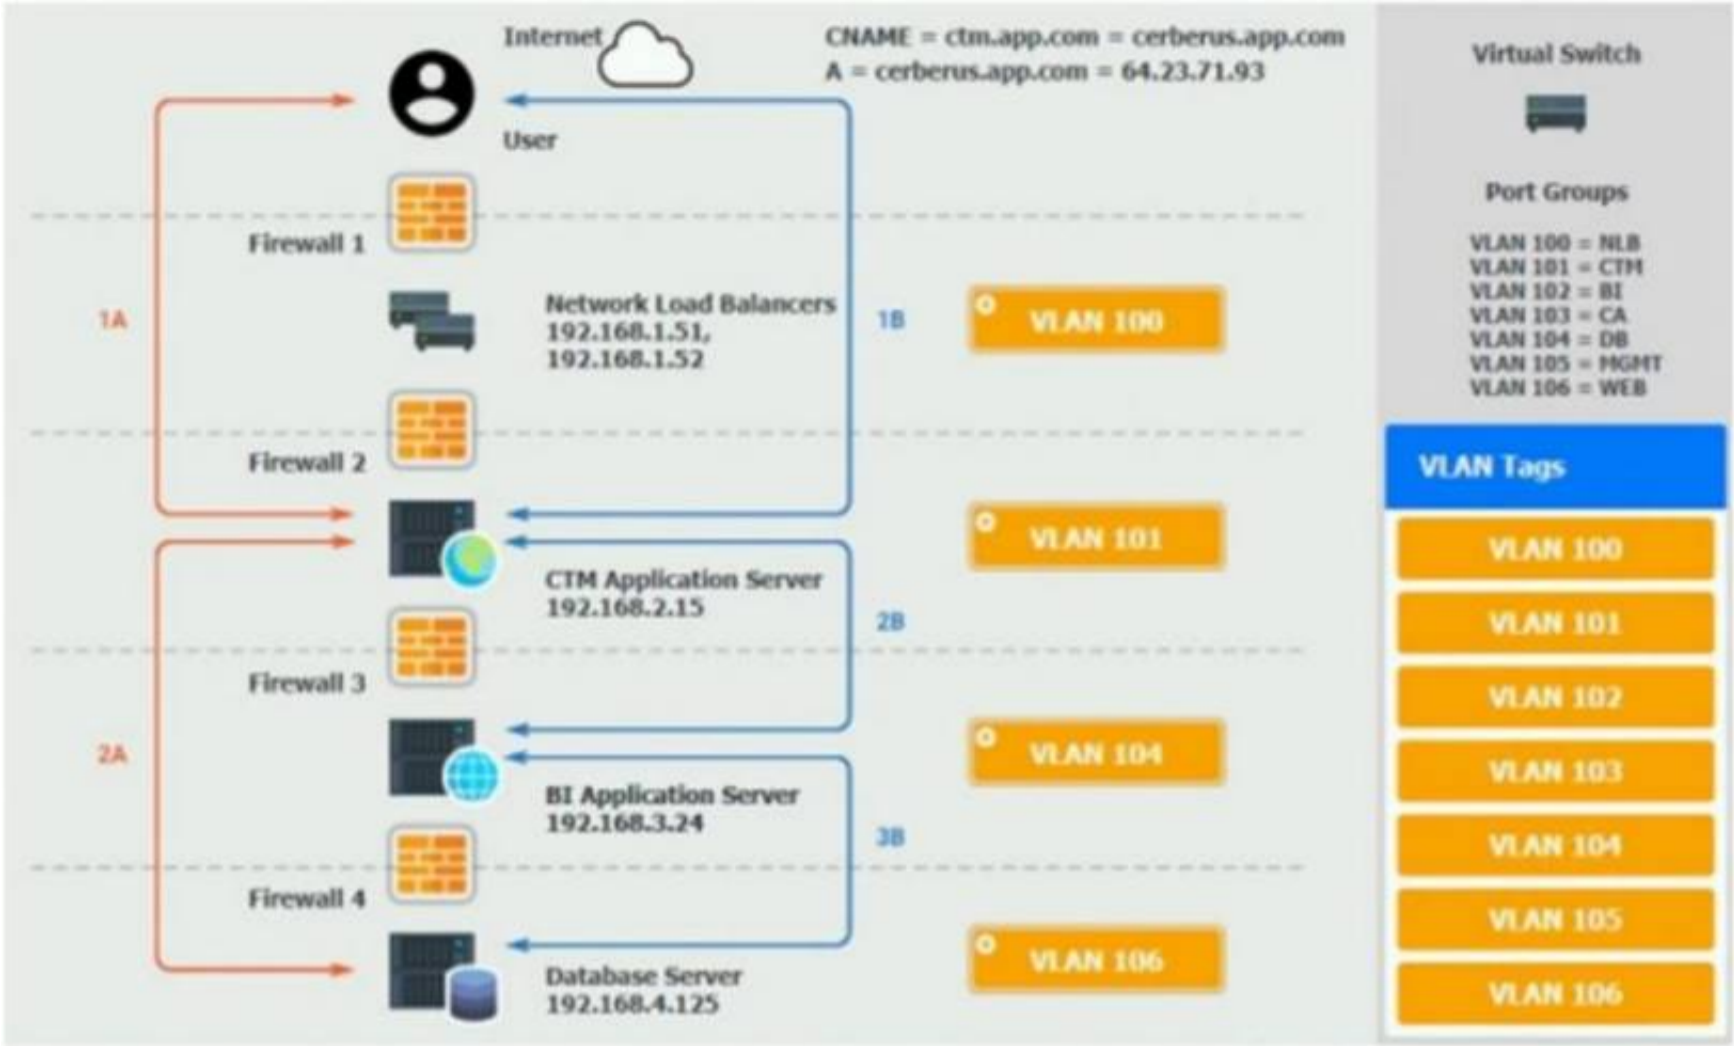 Internet
CNAME = ctm.app.com = cerberus.app.com
A = cerberus.app.com = 64.23.71.93
User
Firewall 1
1A
Network Load Balancers
192.168.1.51,
192.168.1.52
1B
VLAN 100
Firewall 2
VLAN 101
CTM Application Server
192.168.2.15
2B
Firewall 3
2A
VLAN 104
BI Application Server
192.168.3.24
3B
Firewall 4
VLAN 106
Database Server
192.168.4.125
Virtual Switch
Port Groups
VLAN 100 = NLB
VLAN 101 = CTM
VLAN 102 = BI
VLAN 103 = CA
VLAN 104 = DB
VLAN 105 = MGMT
VLAN 106 = WEB
VLAN Tags
VLAN 100
VLAN 101
VLAN 102
VLAN 103
VLAN 104
VLAN 105
VLAN 106